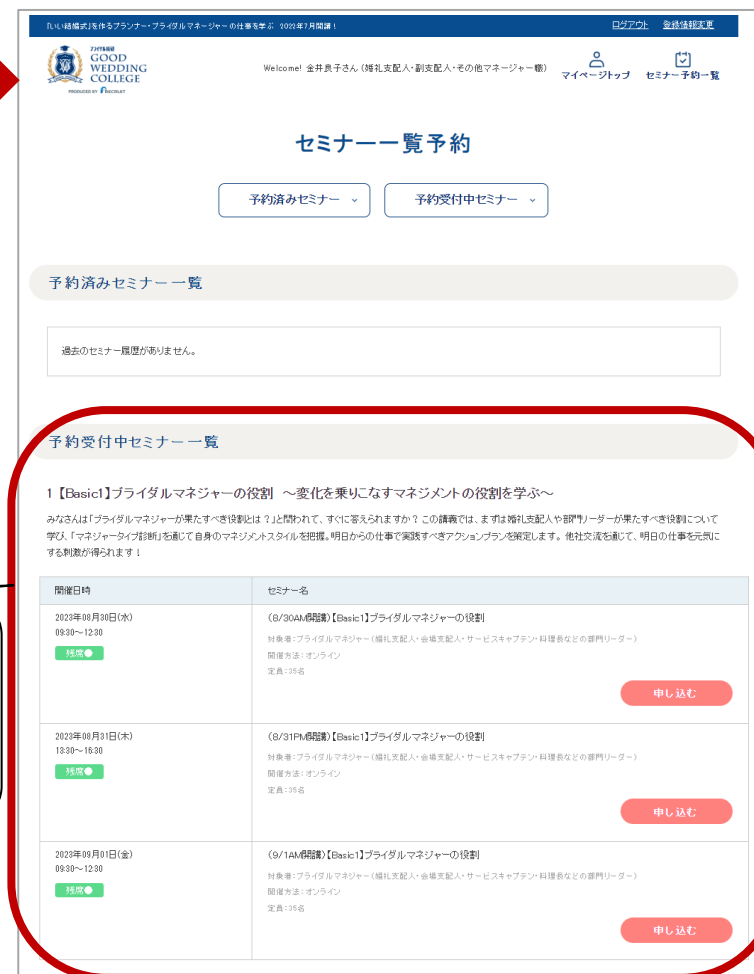 「いい結婚式」を作るプランナー・ブライダルマネージャーの仕事を学ぶ 2022年7月開講！
ログアウト 登録情報変更
GOOD
WEDDING
COLLEGE
PRODUCED BY RECRUIT
Welcome! 金井良子さん（婚礼支配人・副支配人・その他マネージャー職）
マイページトップ セミナー予約一覧
セミナー一覧予約
予約済みセミナー 予約受付中セミナー
予約済みセミナー一覧
過去のセミナー履歴がありません。
予約受付中セミナー一覧
1 【Basic1】ブライダルマネジャーの役割 ～変化を乗りこなすマネジメントの役割を学ぶ～
みなさんは「ブライダルマネジャーが果たすべき役割とは？」と問われて、すぐに答えられますか？この講義では、まずは婚礼支配人や部門リーダーが果たすべき役割について
学び、「マネジャータイプ診断」を通じて自身のマネジメントスタイルを把握。明日からの仕事で実践すべきアクションプランを策定します。他社交流を通じて、明日の仕事を元気に
する刺激が得られます！
開催日時 セミナー名
2023年08月30日(水)
09:30～12:30
残席●
(8/30AM開講)【Basic1】ブライダルマネジャーの役割
対象者：ブライダルマネジャー（婚礼支配人・会場支配人・サービスキャプテン・料理長などの部門リーダー）
開催方法：オンライン
定員：35名
申し込む
2023年08月31日(木)
13:30～16:30
残席●
(8/31PM開講)【Basic1】ブライダルマネジャーの役割
対象者：ブライダルマネジャー（婚礼支配人・会場支配人・サービスキャプテン・料理長などの部門リーダー）
開催方法：オンライン
定員：35名
申し込む
2023年09月01日(金)
09:30～12:30
残席●
(9/1AM開講)【Basic1】ブライダルマネジャーの役割
対象者：ブライダルマネジャー（婚礼支配人・会場支配人・サービスキャプテン・料理長などの部門リーダー）
開催方法：オンライン
定員：35名
申し込む